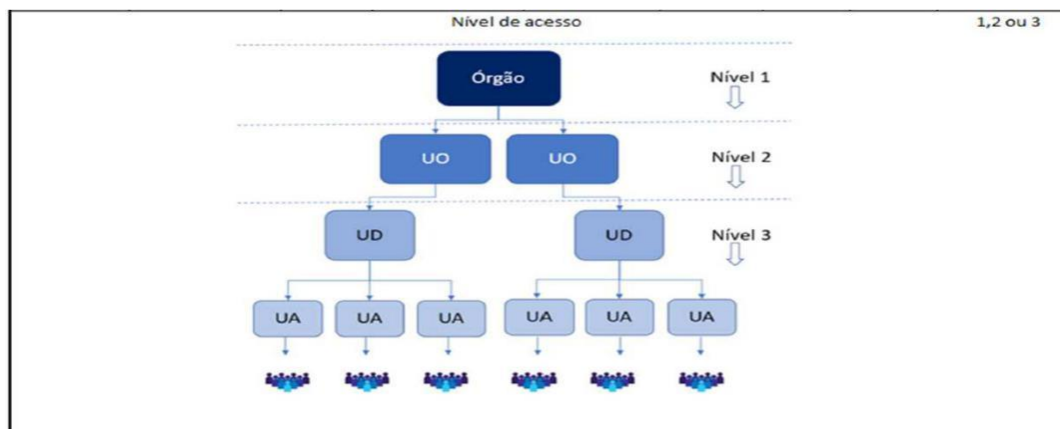 Nível de acesso 1,2 ou 3
Órgão
Nível 1
UO UO
Nível 2
UD UD
Nível 3
UA UA UA UA UA UA